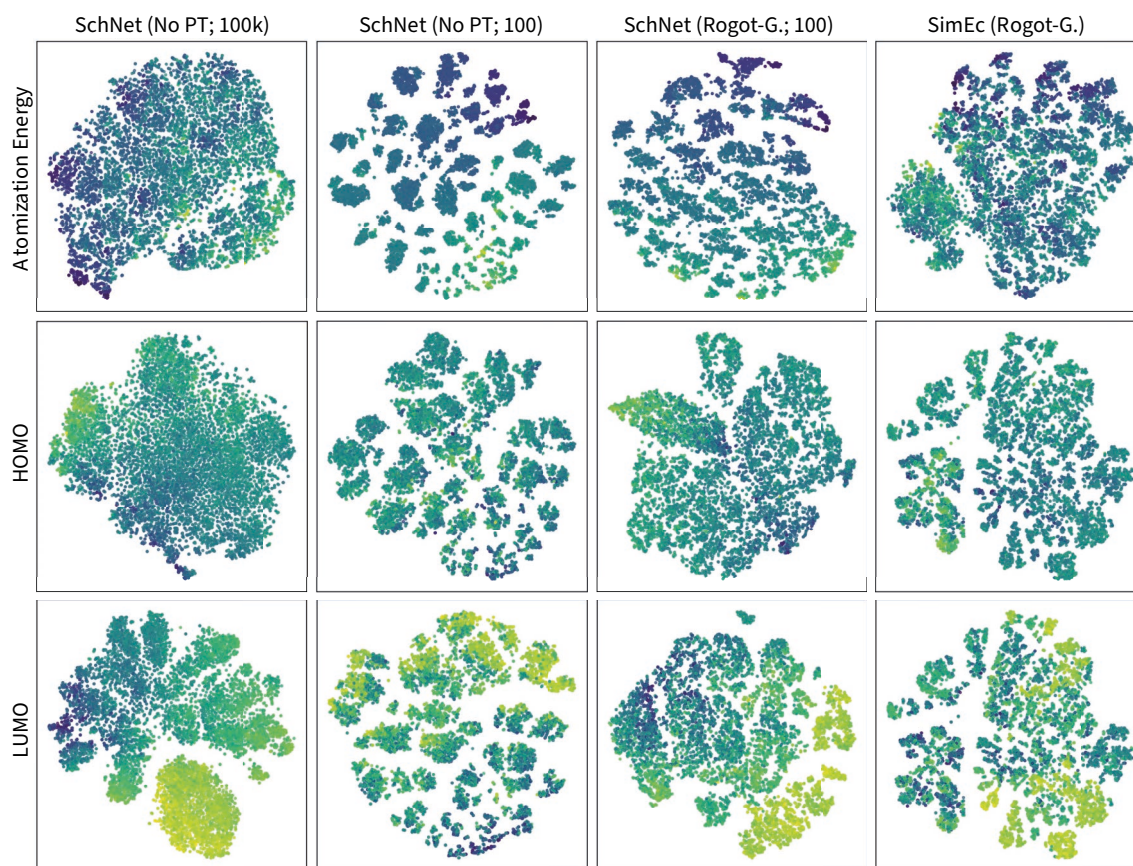 SchNet (No PT; 100k)
SchNet (No PT; 100)
SchNet (Rogot-G.; 100)
SimEc (Rogot-G.)
Atomization Energy
HOMO
LUMO